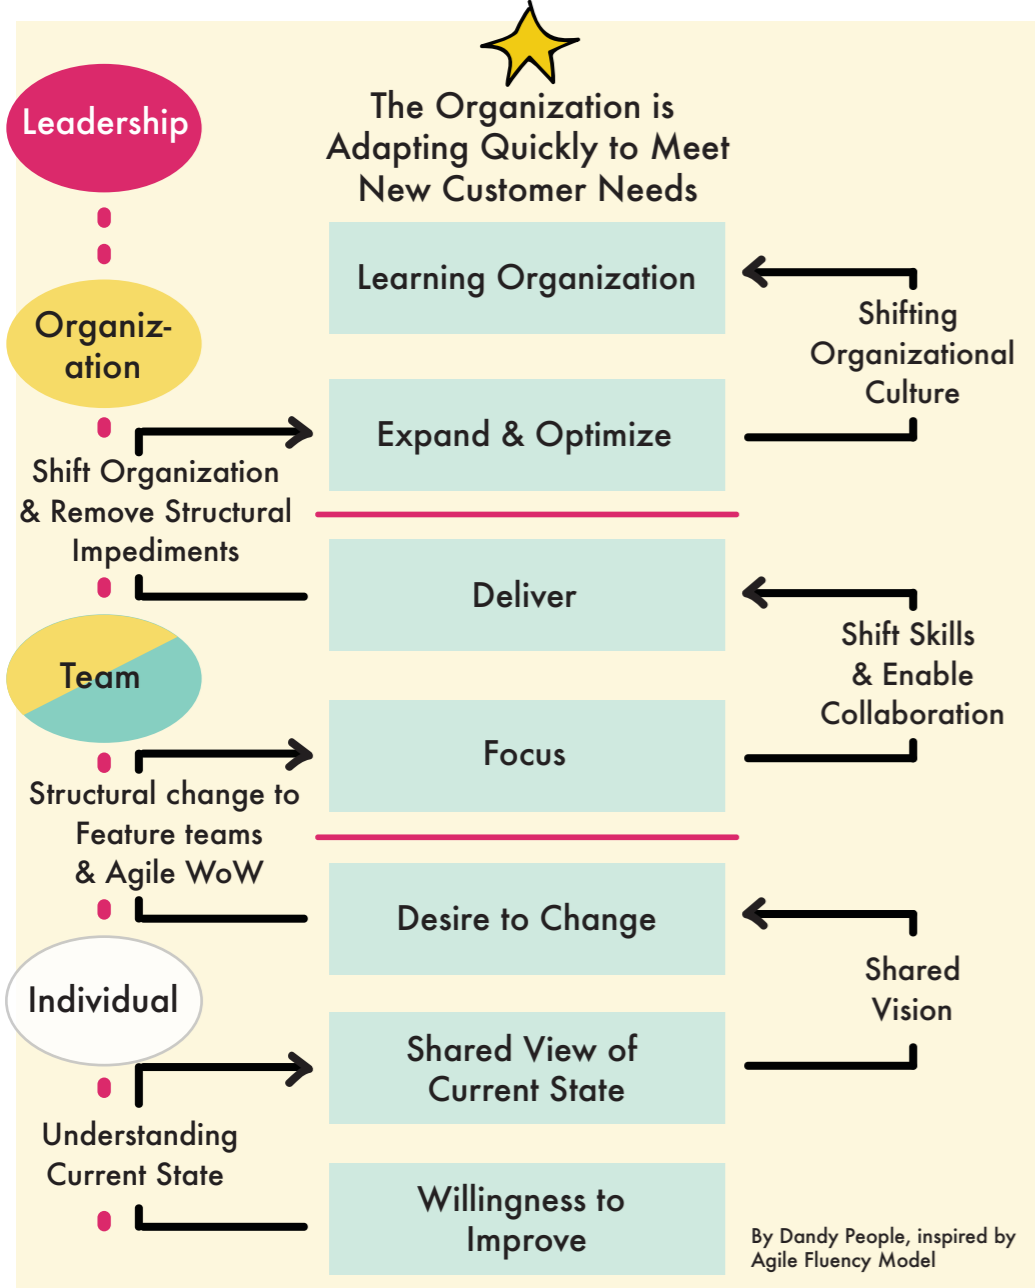 Leadership
The Organization is
Adapting Quickly to Meet
New Customer Needs
Learning Organization
Shifting
Organizational
Culture
Organiz-
ation
Expand & Optimize
Shift Organization
& Remove Structural
Impediments
Deliver
Shift Skills
& Enable
Collaboration
Team
Focus
Structural change to
Feature teams
& Agile WoW
Desire to Change
Shared
Vision
Individual
Shared View of
Current State
Understanding
Current State
Willingness to
Improve
By Dandy People, inspired by
Agile Fluency Model